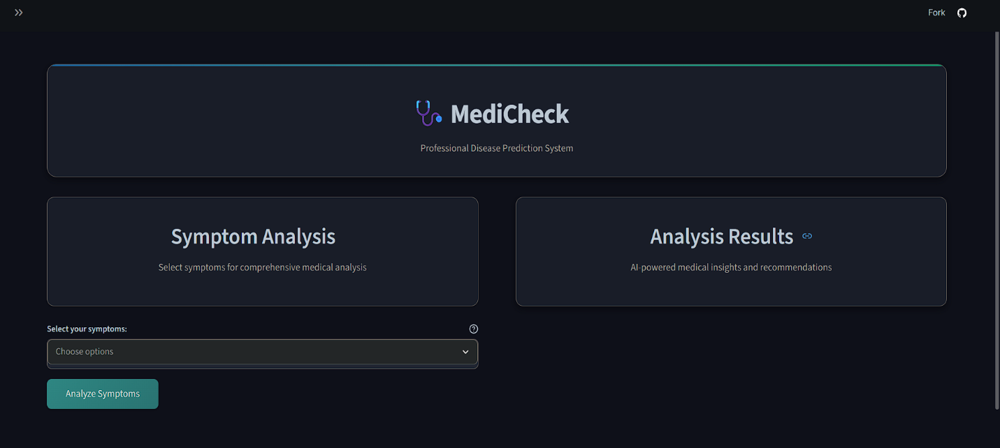 Fork
MediCheck
Professional Disease Prediction System
Symptom Analysis
Select symptoms for comprehensive medical analysis
Analysis Results
AI-powered medical insights and recommendations
Select your symptoms:
Choose options
Analyze Symptoms